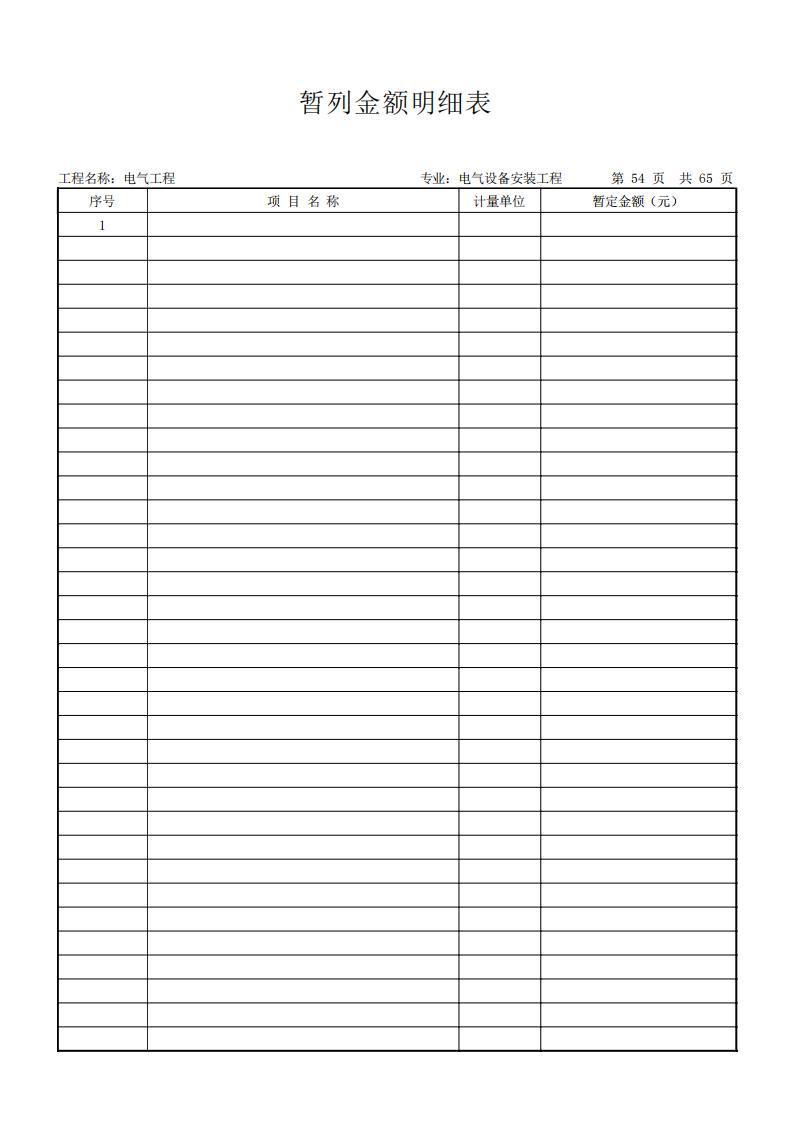 暂列金额明细表
工程名称：电气工程 专业：电气设备安装工程 第 54 页 共 65 页
序号 项 目 名 称 计量单位 暂定金额（元）
1